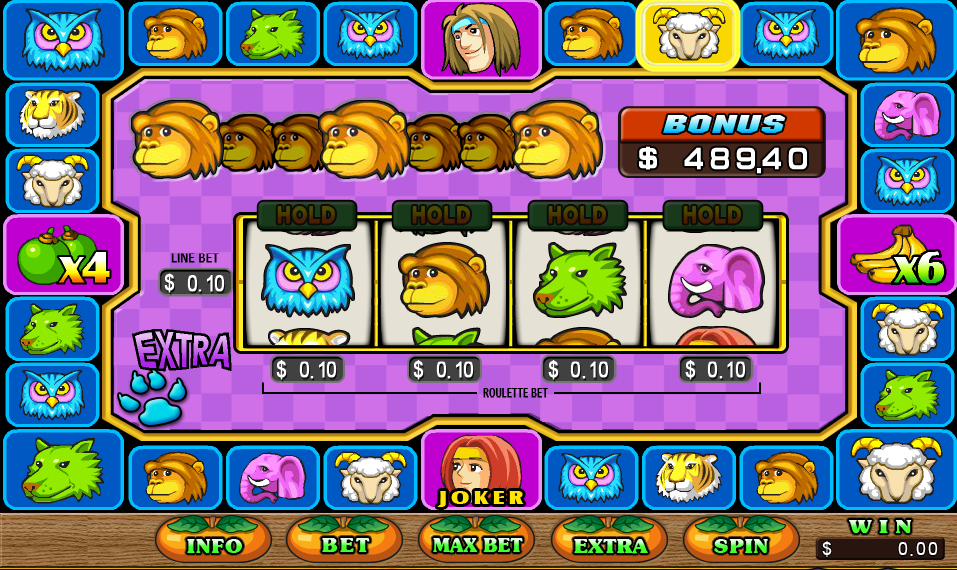 BONUS
$ 489.40
HOLD HOLD HOLD HOLD
x4
x6
LINE BET
$ 0.10
EXTRA
$ 0.10 $ 0.10 $ 0.10 $ 0.10
ROULETTE BET
JOKER
INFO BET MAX BET EXTRA SPIN
WIN
$ 0.00